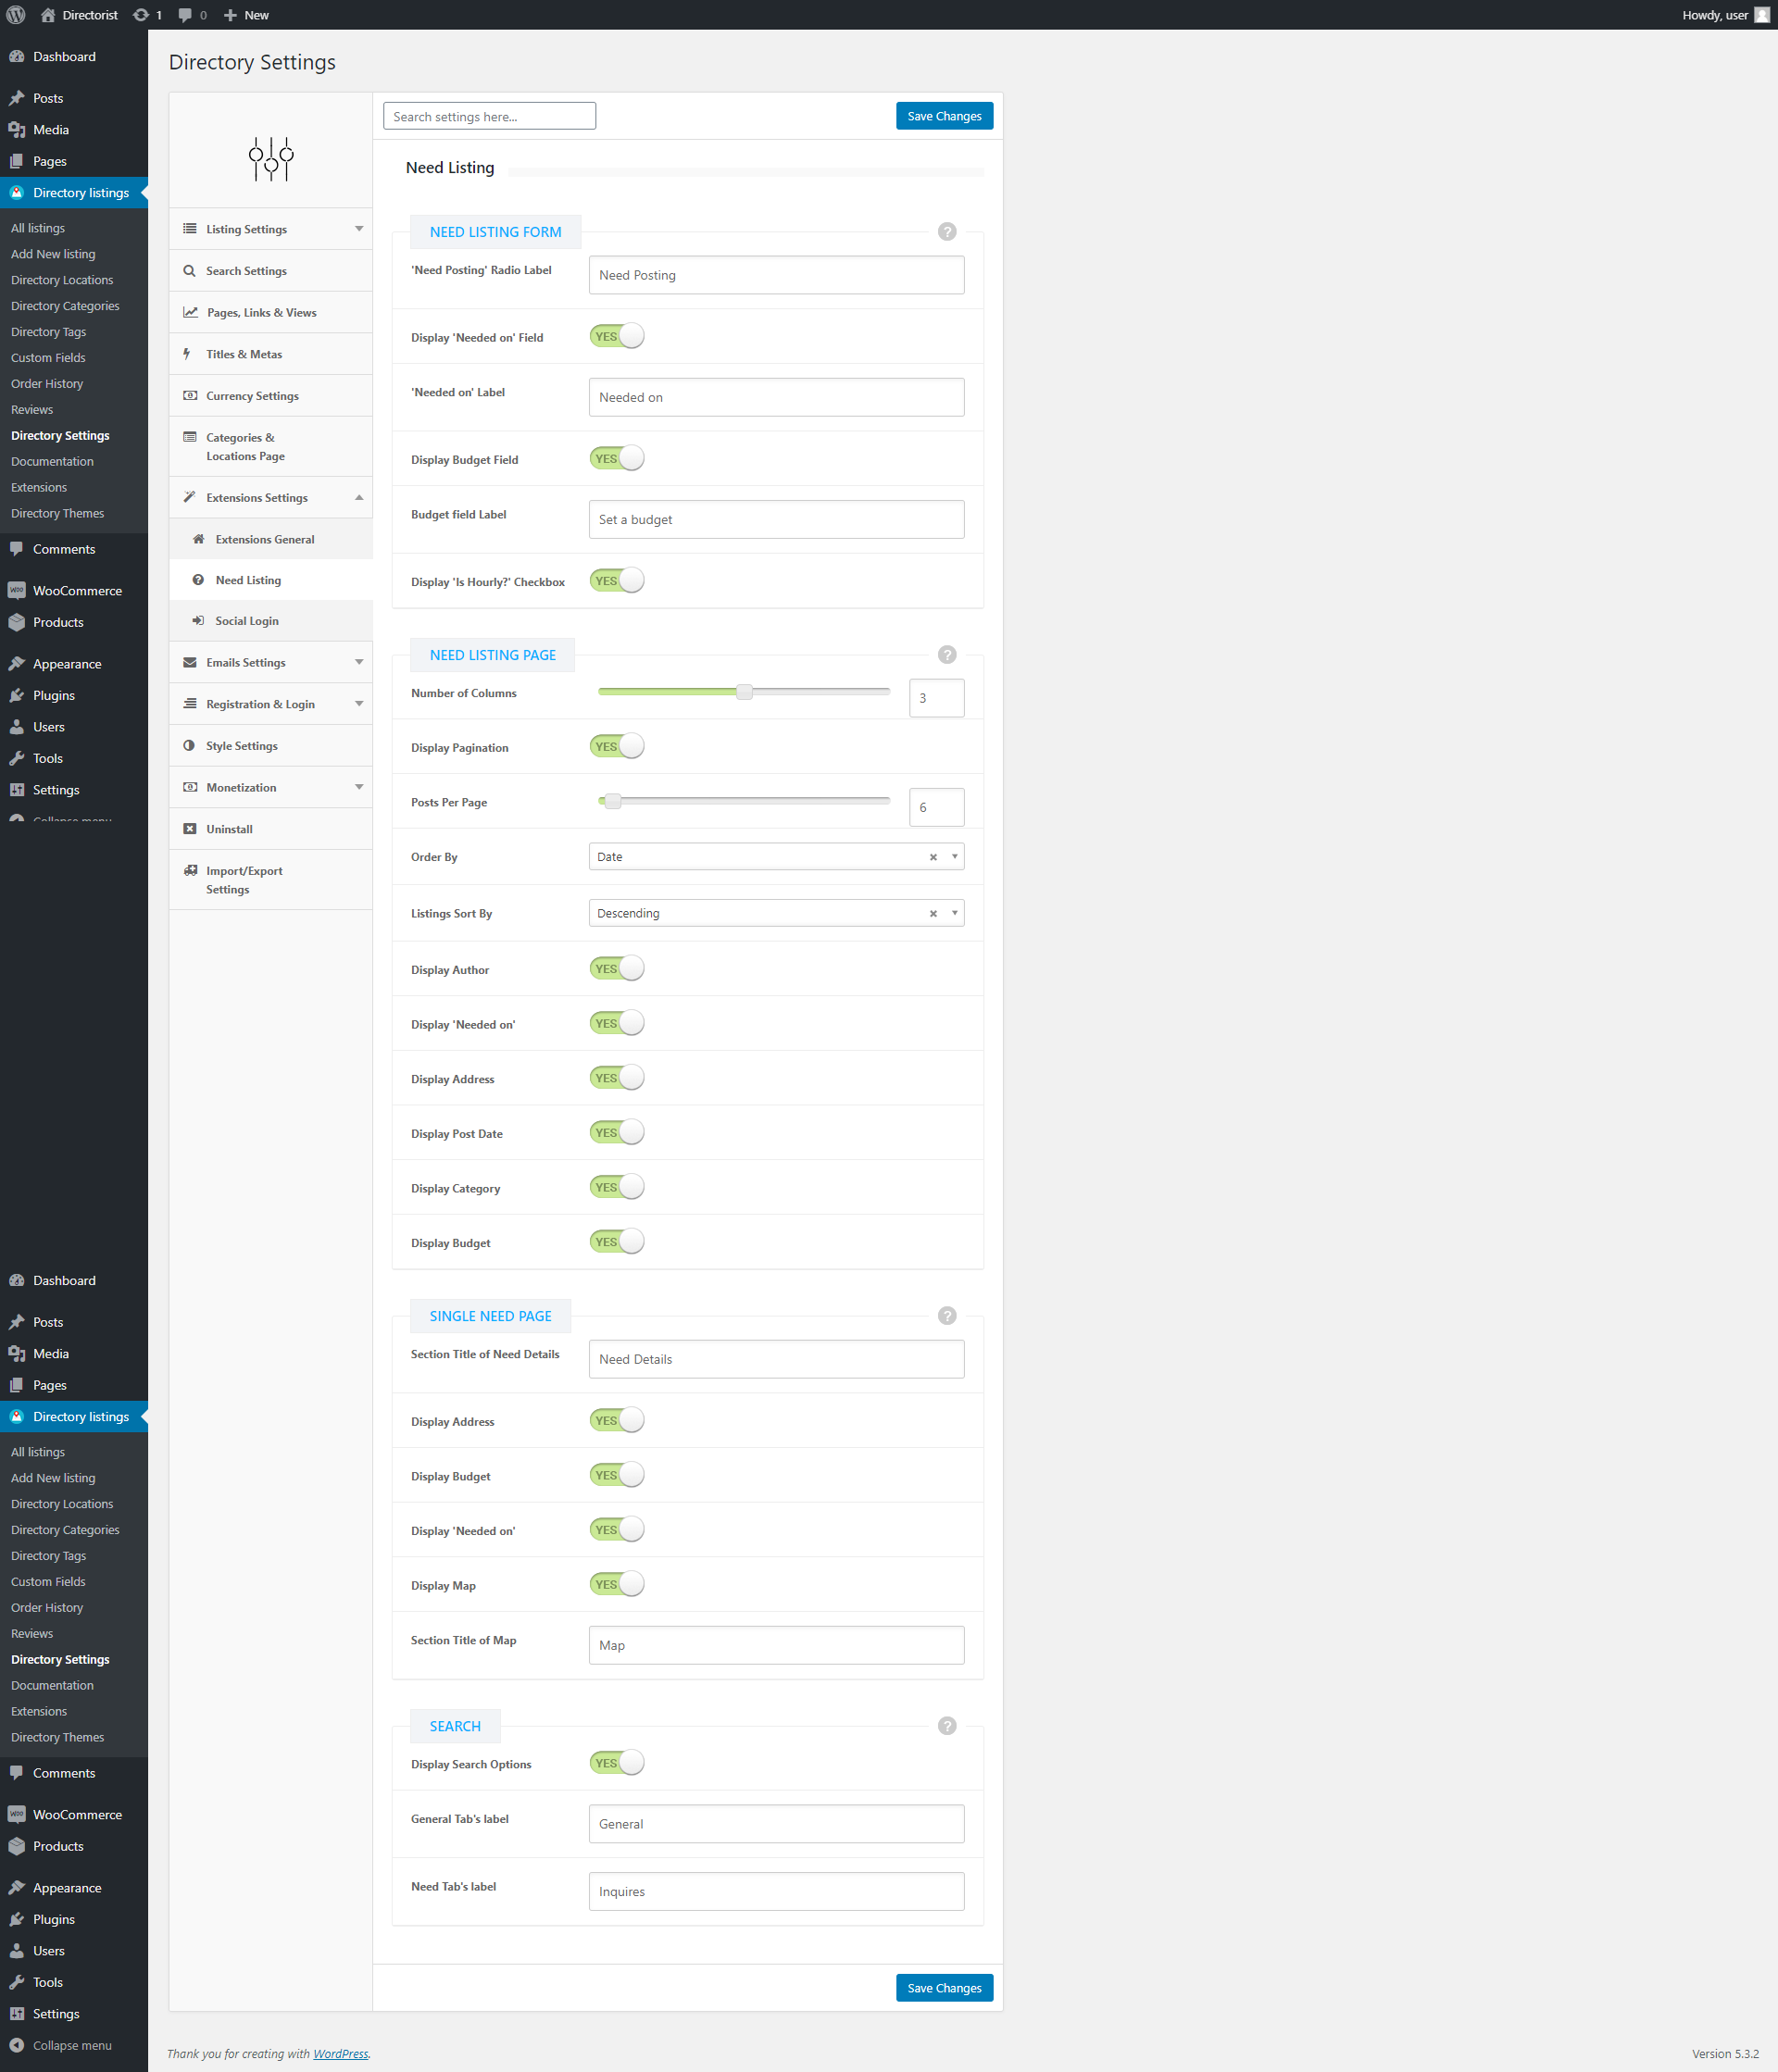 Directorist 1 0 New Howdy, user
Dashboard
Posts
Media
Pages
Directory listings
All listings
Add New listing
Directory Locations
Directory Categories
Directory Tags
Custom Fields
Order History
Reviews
Directory Settings
Documentation
Extensions
Directory Themes
Comments
WooCommerce
Products
Appearance
Plugins
Users
Tools
Settings
Collapse menu
Dashboard
Posts
Media
Pages
Directory listings
All listings
Add New listing
Directory Locations
Directory Categories
Directory Tags
Custom Fields
Order History
Reviews
Directory Settings
Documentation
Extensions
Directory Themes
Comments
WooCommerce
Products
Appearance
Plugins
Users
Tools
Settings
Collapse menu
Directory Settings
Listing Settings
Search Settings
Pages, Links & Views
Titles & Metas
Currency Settings
Categories &
Locations Page
Extensions Settings
Extensions General
Need Listing
Social Login
Emails Settings
Registration & Login
Style Settings
Monetization
Uninstall
Import/Export
Settings
Search settings here...
Save Changes
Need Listing
NEED LISTING FORM ?
'Need Posting' Radio Label Need Posting
Display 'Needed on' Field YES
'Needed on' Label Needed on
Display Budget Field YES
Budget field Label Set a budget
Display 'Is Hourly?' Checkbox YES
NEED LISTING PAGE ?
Number of Columns 3
Display Pagination YES
Posts Per Page 6
Order By Date
Listings Sort By Descending
Display Author YES
Display 'Needed on' YES
Display Address YES
Display Post Date YES
Display Category YES
Display Budget YES
SINGLE NEED PAGE ?
Section Title of Need Details Need Details
Display Address YES
Display Budget YES
Display 'Needed on' YES
Display Map YES
Section Title of Map Map
SEARCH ?
Display Search Options YES
General Tab's label General
Need Tab's label Inquires
Save Changes
Thank you for creating with WordPress.
Version 5.3.2